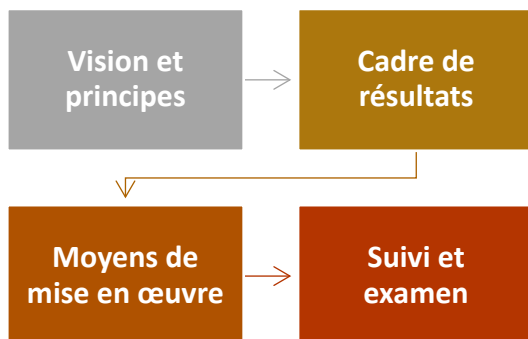 Vision et
principes
Cadre de
résultats
Moyens de
mise en œuvre
Suivi et
examen